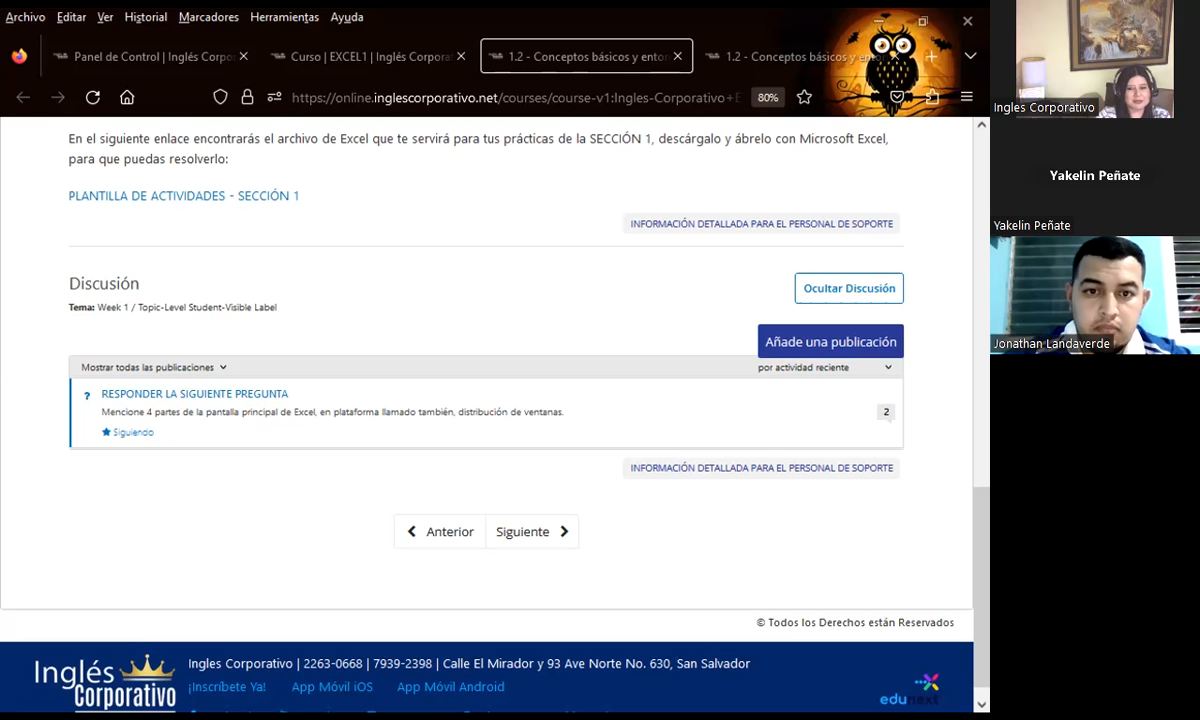 Archivo Editar Ver Historial Marcadores Herramientas Ayuda
Panel de Control | Inglés Corpor
Curso | EXCEL1 | Inglés Corpora
1.2 - Conceptos básicos y entor
1.2 - Conceptos básicos y
https://online.inglescorporativo.net/courses/course-v1:Ingles-Corporativo+E
80%
En el siguiente enlace encontrarás el archivo de Excel que te servirá para tus prácticas de la SECCIÓN 1, descárgalo y ábrelo con Microsoft Excel,
para que puedas resolverlo:
PLANTILLA DE ACTIVIDADES - SECCIÓN 1
INFORMACIÓN DETALLADA PARA EL PERSONAL DE SOPORTE
Discusión
Ocultar Discusión
Tema: Week 1 / Topic-Level Student-Visible Label
Añade una publicación
Mostrar todas las publicaciones
por actividad reciente
? RESPONDER LA SIGUIENTE PREGUNTA
Mencione 4 partes de la pantalla principal de Excel, en plataforma llamado también, distribución de ventanas.
2
Siguiendo
INFORMACIÓN DETALLADA PARA EL PERSONAL DE SOPORTE
Anterior
Siguiente
© Todos los Derechos están Reservados
Inglés
Corporativo
Ingles Corporativo | 2263-0668 | 7939-2398 | Calle El Mirador y 93 Ave Norte No. 630, San Salvador
¡Inscríbete Ya! App Móvil iOS App Móvil Android
edunext
Ingles Corporativo
Yakelin Peñate
Yakelin Peñate
Jonathan Landaverde